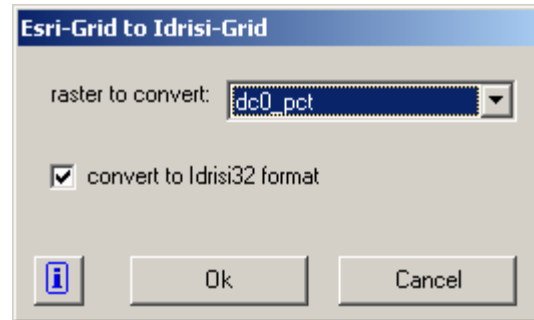 Esri-Grid to Idrisi-Grid
raster to convert: dc0_pct
convert to Idrisi32 format
i Ok Cancel